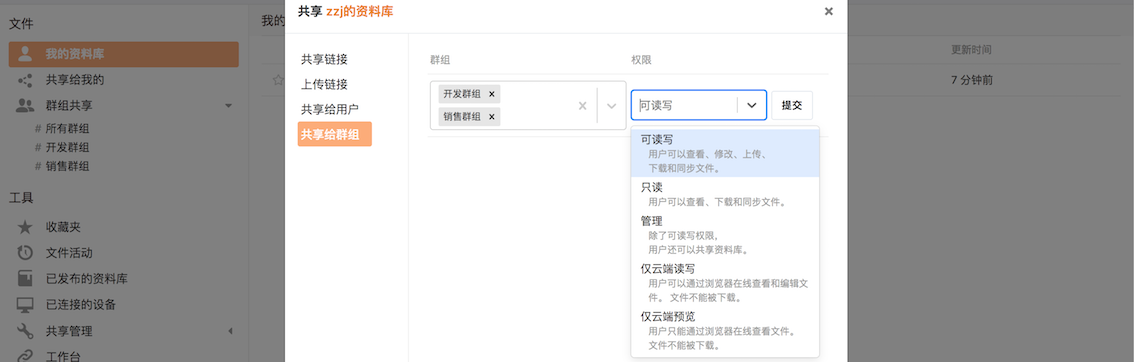 文件
我的资料库
共享给我的
群组共享
# 所有群组
# 开发群组
# 销售群组
工具
收藏夹
文件活动
已发布的资料库
已连接的设备
共享管理
工作台
我的
共享 zzj的资料库
共享链接
上传链接
共享给用户
共享给群组
群组
权限
开发群组 x
销售群组 x
可读写
提交
可读写
用户可以查看、修改、上传、
下载和同步文件。
只读
用户可以查看、下载和同步文件。
管理
除了可读写权限，
用户还可以共享资料库。
仅云端读写
用户可以通过浏览器在线查看和编辑文
件。 文件不能被下载。
仅云端预览
用户只能通过浏览器在线查看文件。
文件不能被下载。
更新时间
7 分钟前